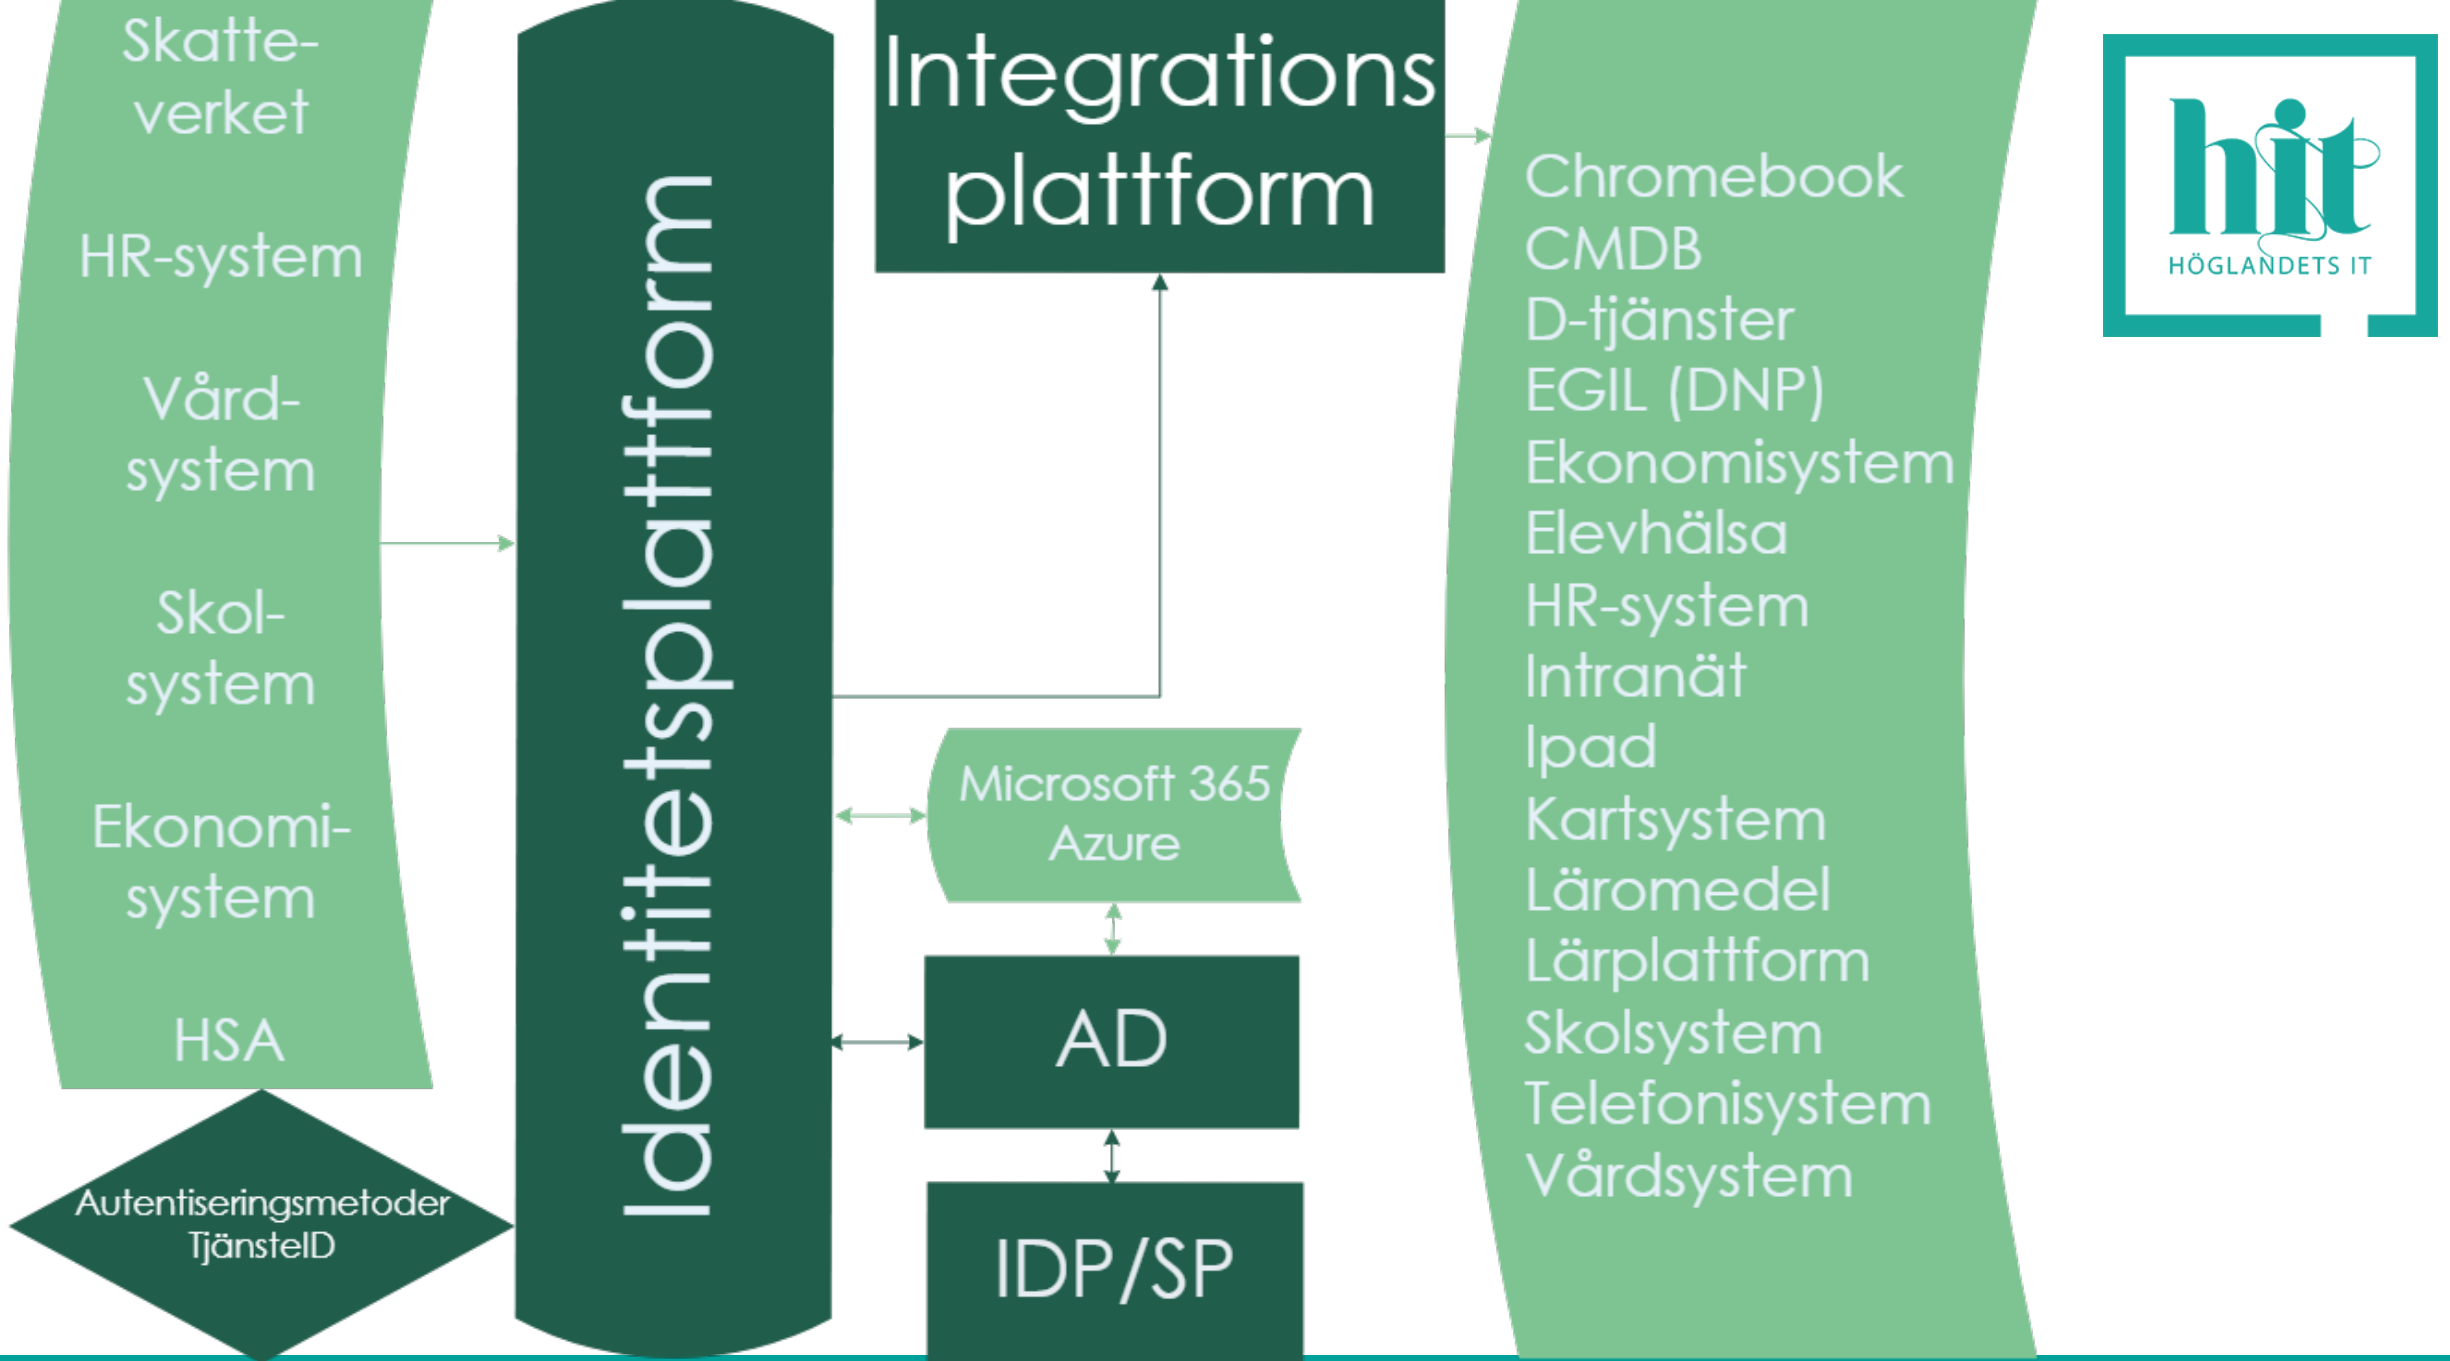 Skatte-
verket
HR-system
Vård-
system
Skol-
system
Ekonomi-
system
HSA
Autentiseringsmetoder
TjänsteID
Identitetsplattform
Integrations
plattform
Microsoft 365
Azure
AD
IDP/SP
Chromebook
CMDB
D-tjänster
EGIL (DNP)
Ekonomisystem
Elevhälsa
HR-system
Intranät
Ipad
Kartsystem
Läromedel
Lärplattform
Skolsystem
Telefonisystem
Vårdsystem
hit
HÖGLANDETS IT